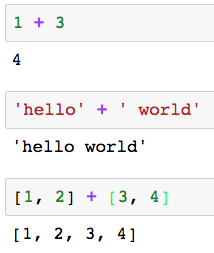 1 + 3
4
'hello' + ' world'
'hello world'
[1, 2] + [3, 4]
[1, 2, 3, 4]